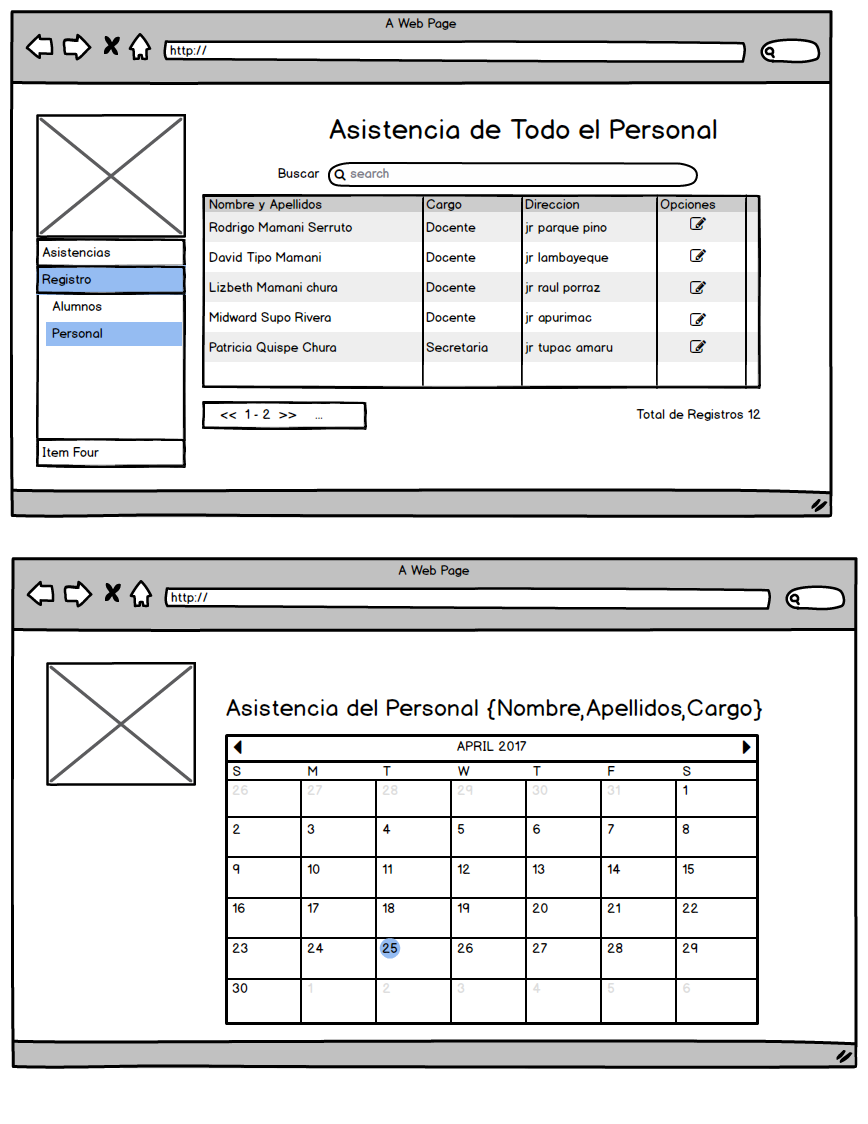 A Web Page
http://
Asistencia de Todo el Personal
Buscar search
Nombre y Apellidos Cargo Direccion Opciones
Rodrigo Mamani Serruto Docente jr parque pino
David Tipo Mamani Docente jr lambayeque
Lizbeth Mamani chura Docente jr raul porraz
Midward Supo Rivera Docente jr apurimac
Patricia Quispe Chura Secretaria jr tupac amaru
<< 1 - 2 >> ...
Total de Registros 12
Asistencias
Registro
Alumnos
Personal
Item Four
A Web Page
http://
Asistencia del Personal {Nombre,Apellidos,Cargo}
APRIL 2017
S M T W T F S
26 27 28 29 30 31 1
2 3 4 5 6 7 8
9 10 11 12 13 14 15
16 17 18 19 20 21 22
23 24 25 26 27 28 29
30 1 2 3 4 5 6